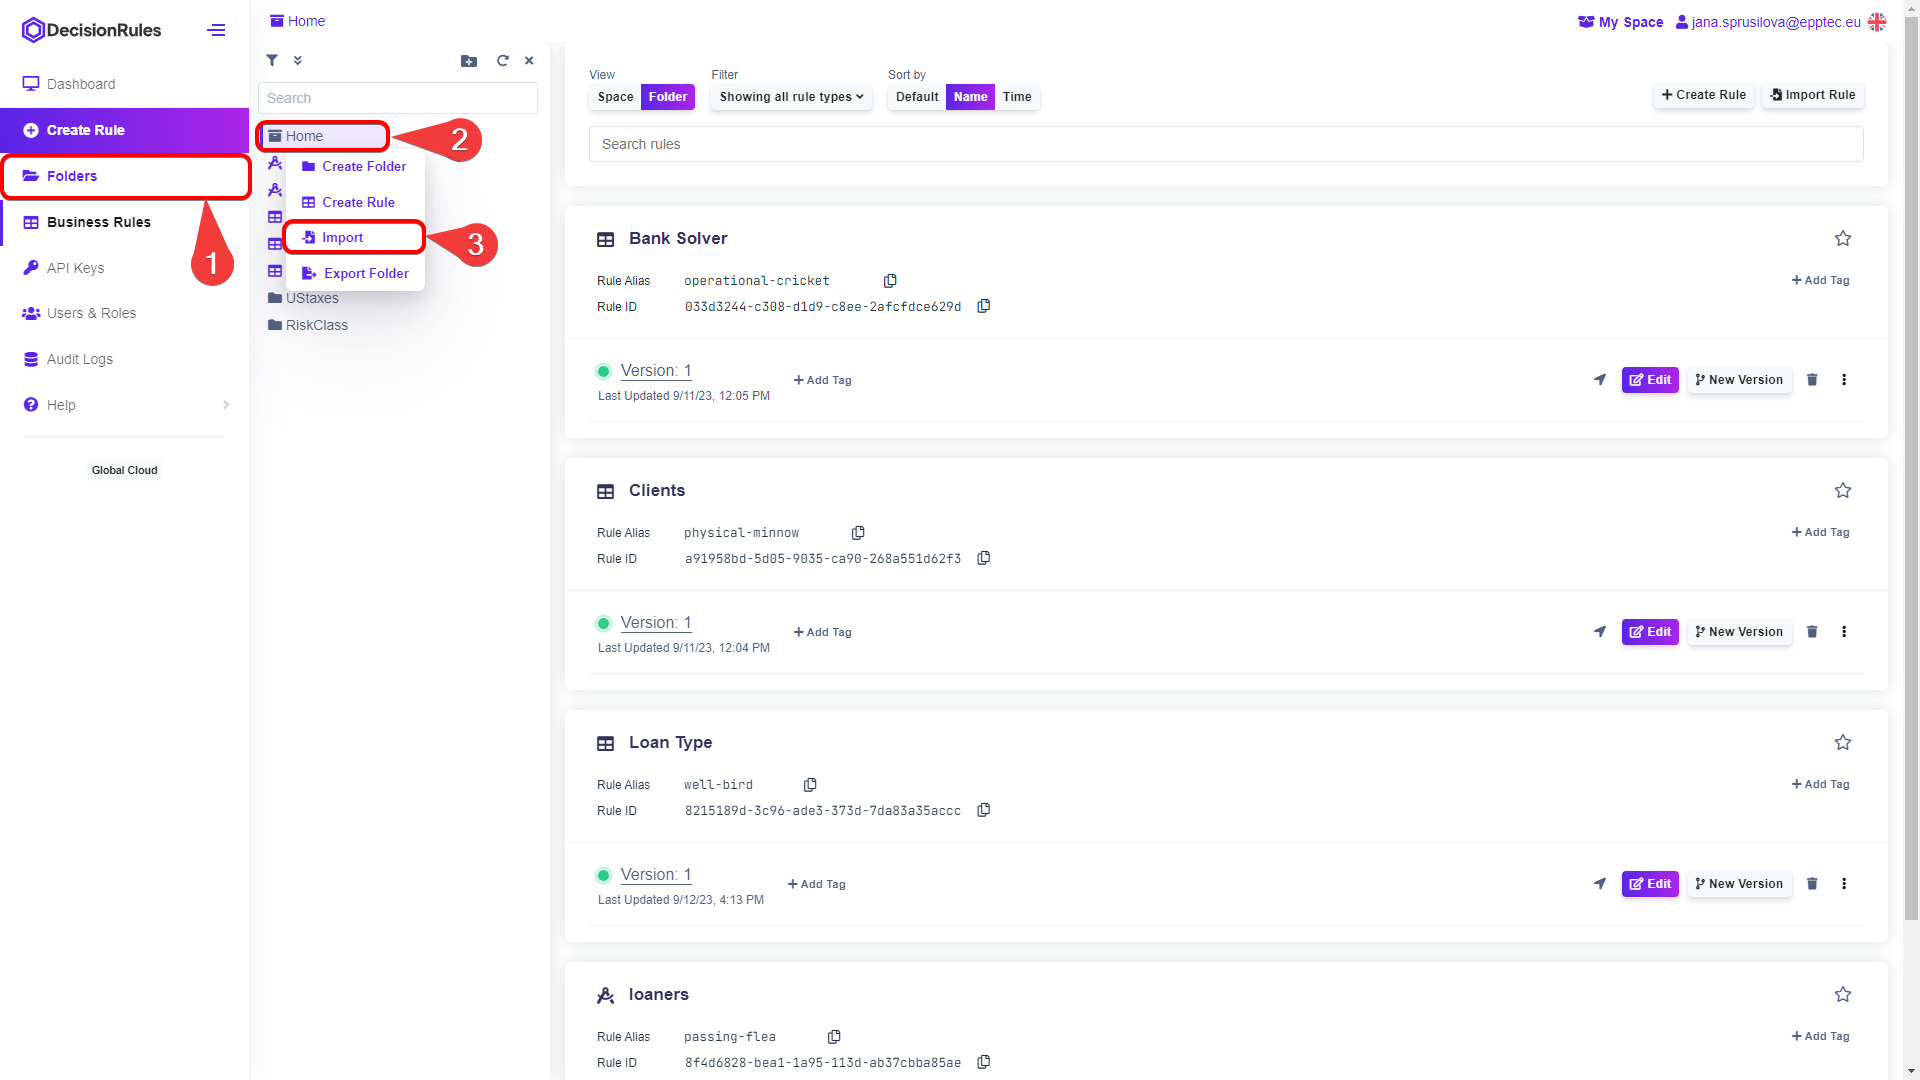 DecisionRules
Dashboard
Create Rule
Folders
1
Business Rules
API Keys
Users & Roles
Audit Logs
Help
Global Cloud
Home
My Space
jana.sprusilova@epptec.eu
Search
Home
2
Create Folder
Create Rule
Import
3
Export Folder
UStaxes
RiskClass
View
Filter
Sort by
Space
Folder
Showing all rule types
Default
Name
Time
Create Rule
Import Rule
Search rules
Bank Solver
Rule Alias operational-cricket
Add Tag
Rule ID 033d3244-c308-d1d9-c8ee-2afcfdce629d
Version: 1
Add Tag
Last Updated 9/11/23, 12:05 PM
Edit
New Version
Clients
Rule Alias physical-minnow
Add Tag
Rule ID a91958bd-5d05-9035-ca90-268a551d62f3
Version: 1
Add Tag
Last Updated 9/11/23, 12:04 PM
Edit
New Version
Loan Type
Rule Alias well-bird
Add Tag
Rule ID 8215189d-3c96-ade3-373d-7da83a35accc
Version: 1
Add Tag
Last Updated 9/12/23, 4:13 PM
Edit
New Version
loaners
Rule Alias passing-flea
Add Tag
Rule ID 8f4d6828-bea1-1a95-113d-ab37cbba85ae